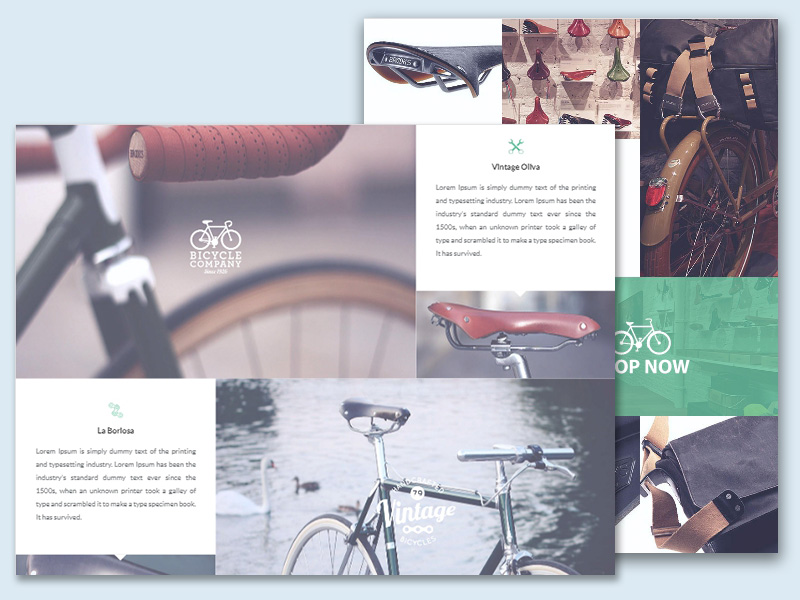 BROOKS
BICYCLE
COMPANY
Since 1926
Vintage Oliva
Lorem Ipsum is simply dummy text of the printing
and typesetting industry. Lorem Ipsum has been the
industry's standard dummy text ever since the
1500s, when an unknown printer took a galley of
type and scrambled it to make a type specimen book.
It has survived.
OP NOW
La Borlosa
Lorem Ipsum is simply dummy text of the printing
and typesetting industry. Lorem Ipsum has been the
industry's standard dummy text ever since the
1500s, when an unknown printer took a galley of
type and scrambled it to make a type specimen book.
It has survived.
79
Vintage
BICYCLES